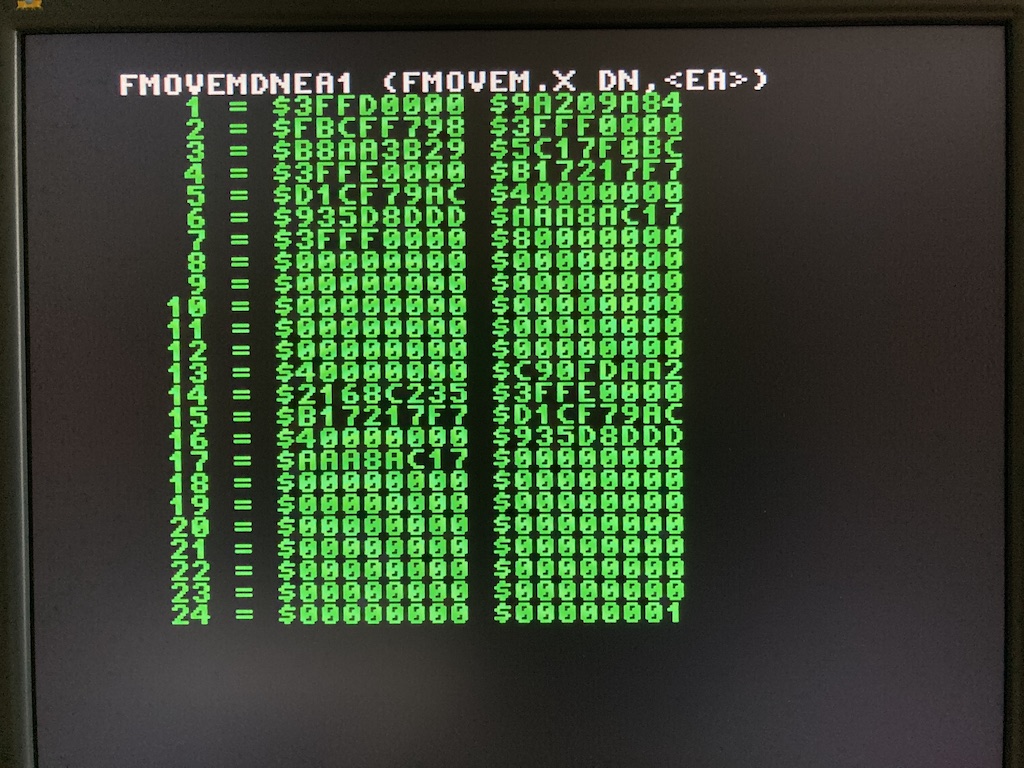 FMOVEMDNEA1 (FMOVEM.X DN,<EA>)
1 = $3FFD0000 $9A209A84
2 = $FBCFF798 $3FFF0000
3 = $B8AA3B29 $5C17F0BC
4 = $3FFE0000 $B17217F7
5 = $D1CF79AC $40000000
6 = $935D8DDD $AAA8AC17
7 = $3FFF0000 $80000000
8 = $00000000 $00000000
9 = $00000000 $00000000
10 = $00000000 $00000000
11 = $00000000 $00000000
12 = $00000000 $00000000
13 = $40000000 $C90FDAA2
14 = $2168C235 $3FFE0000
15 = $B17217F7 $D1CF79AC
16 = $40000000 $935D8DDD
17 = $AAA8AC17 $00000000
18 = $00000000 $00000000
19 = $00000000 $00000000
20 = $00000000 $00000000
21 = $00000000 $00000000
22 = $00000000 $00000000
23 = $00000000 $00000000
24 = $00000000 $00000001